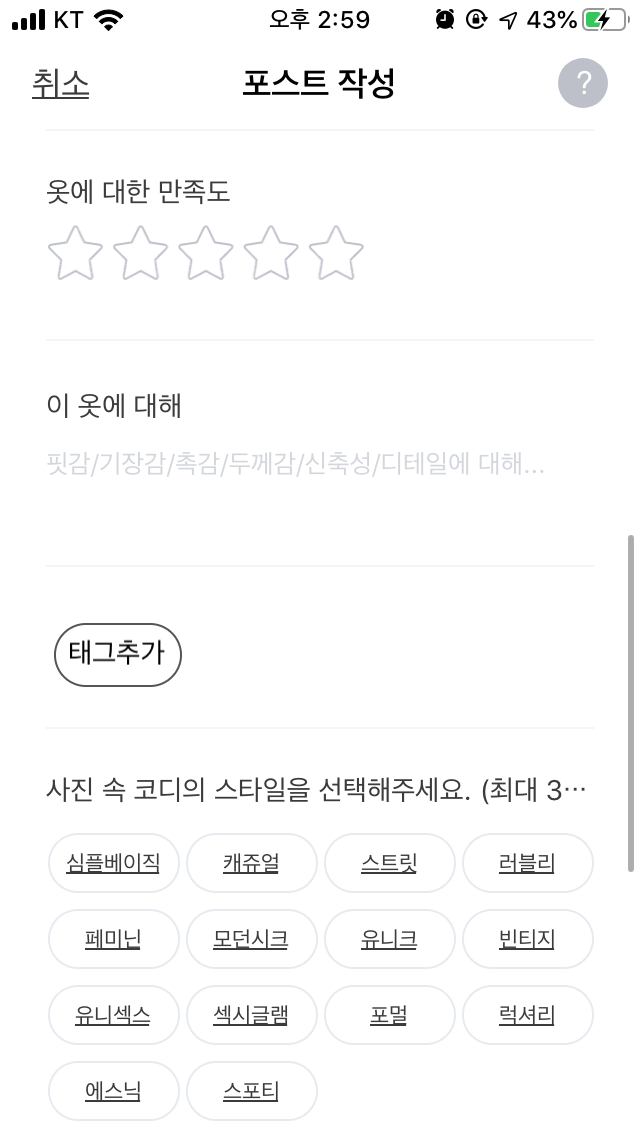 KT 오후 2:59 43%
취소 포스트 작성 ?
옷에 대한 만족도
이 옷에 대해
핏감/기장감/촉감/두께감/신축성/디테일에 대해...
태그추가
사진 속 코디의 스타일을 선택해주세요. (최대 3…
심플베이직 캐쥬얼 스트릿 러블리
페미닌 모던시크 유니크 빈티지
유니섹스 섹시글램 포멀 럭셔리
에스닉 스포티